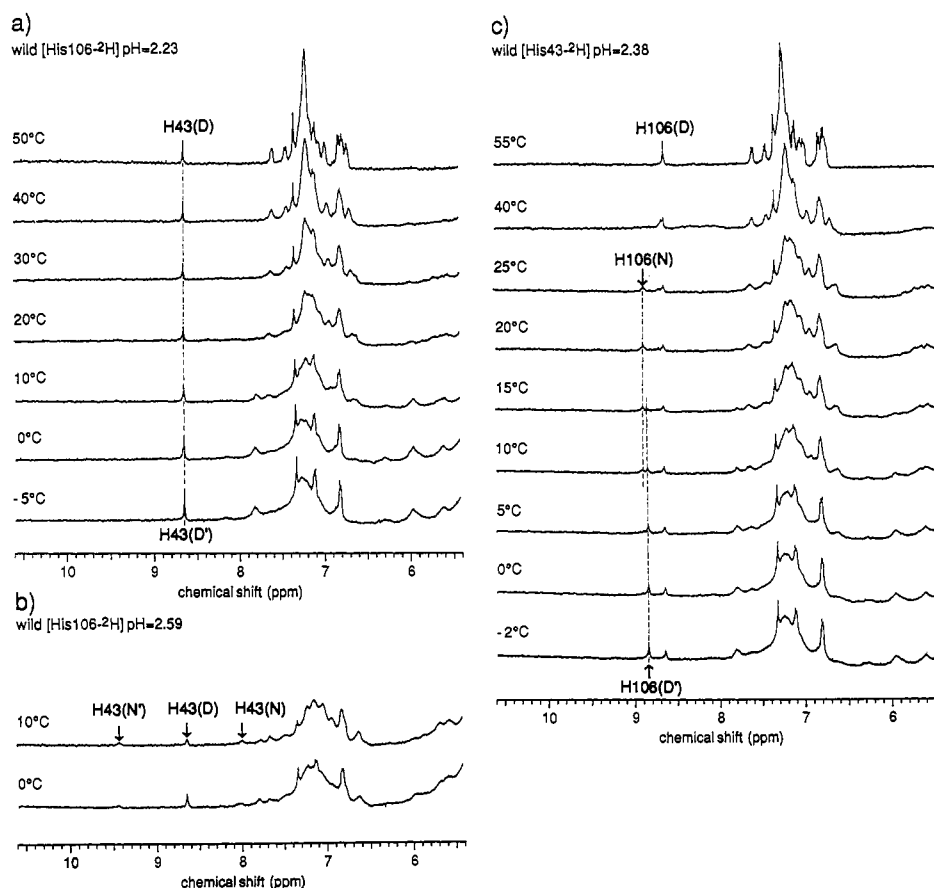 a)
wild [His106-²H] pH=2.23
50°C
H43(D)
40°C
30°C
20°C
10°C
0°C
-5°C
H43(D')
10 9 8 7 6
chemical shift (ppm)
b)
wild [His106-²H] pH=2.59
10°C
H43(N') H43(D) H43(N)
0°C
10 9 8 7 6
chemical shift (ppm)
c)
wild [His43-²H] pH=2.38
55°C
H106(D)
40°C
25°C
H106(N)
20°C
15°C
10°C
5°C
0°C
-2°C
H106(D')
10 9 8 7 6
chemical shift (ppm)